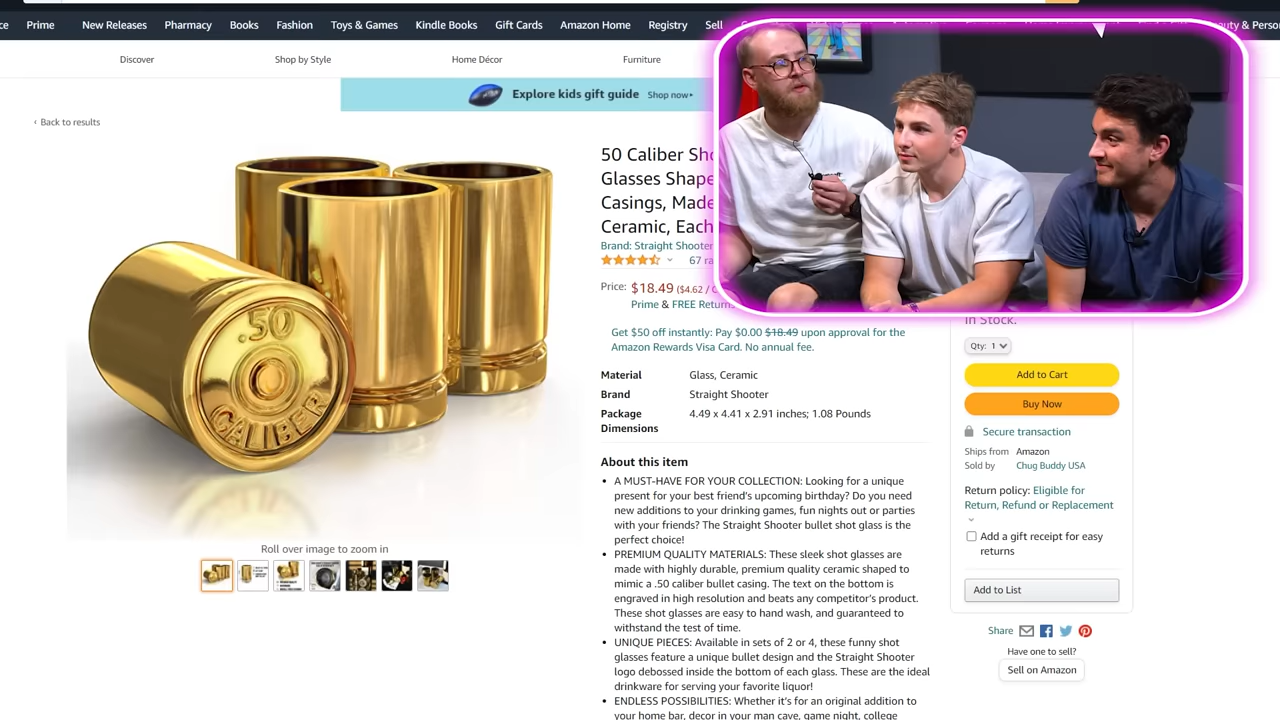 Prime New Releases Pharmacy Books Fashion Toys & Games Kindle Books Gift Cards Amazon Home Registry Sell
Discover Shop by Style Home Décor Furniture
Explore kids gift guide Shop now▸
‹ Back to results
50 Caliber
Glasses
Casings, Made
Ceramic, Each
Brand: Straight Shooter
67
Price: $18.49 ($4.62 /
Prime & FREE
In Stock.
Get $50 off instantly: Pay $0.00 $18.49 upon approval for the
Amazon Rewards Visa Card. No annual fee.
Qty: 1
Add to Cart
Material Glass, Ceramic
Brand Straight Shooter
Buy Now
Package Dimensions 4.49 x 4.41 x 2.91 inches; 1.08 Pounds
Secure transaction
Ships from Amazon
Sold by Chug Buddy USA
.50
CALIBER
About this item
• A MUST-HAVE FOR YOUR COLLECTION: Looking for a unique
present for your best friend's upcoming birthday? Do you need
new additions to your drinking games, fun nights out or parties
with your friends? The Straight Shooter bullet shot glass is the
perfect choice!
• PREMIUM QUALITY MATERIALS: These sleek shot glasses are
made with highly durable, premium quality ceramic shaped to
mimic a .50 caliber bullet casing. The text on the bottom is
engraved in high resolution and beats any competitor's product.
These shot glasses are easy to hand wash, and guaranteed to
withstand the test of time.
• UNIQUE PIECES: Available in sets of 2 or 4, these funny shot
glasses feature a unique bullet design and the Straight Shooter
logo debossed inside the bottom of each glass. These are the ideal
drinkware for serving your favorite liquor!
• ENDLESS POSSIBILITIES: Whether it's for an original addition to
your home bar, decor in your man cave, game night, college
Return policy: Eligible for
Return, Refund or Replacement
Add a gift receipt for easy
returns
Add to List
Share
Have one to sell?
Sell on Amazon
Roll over image to zoom in